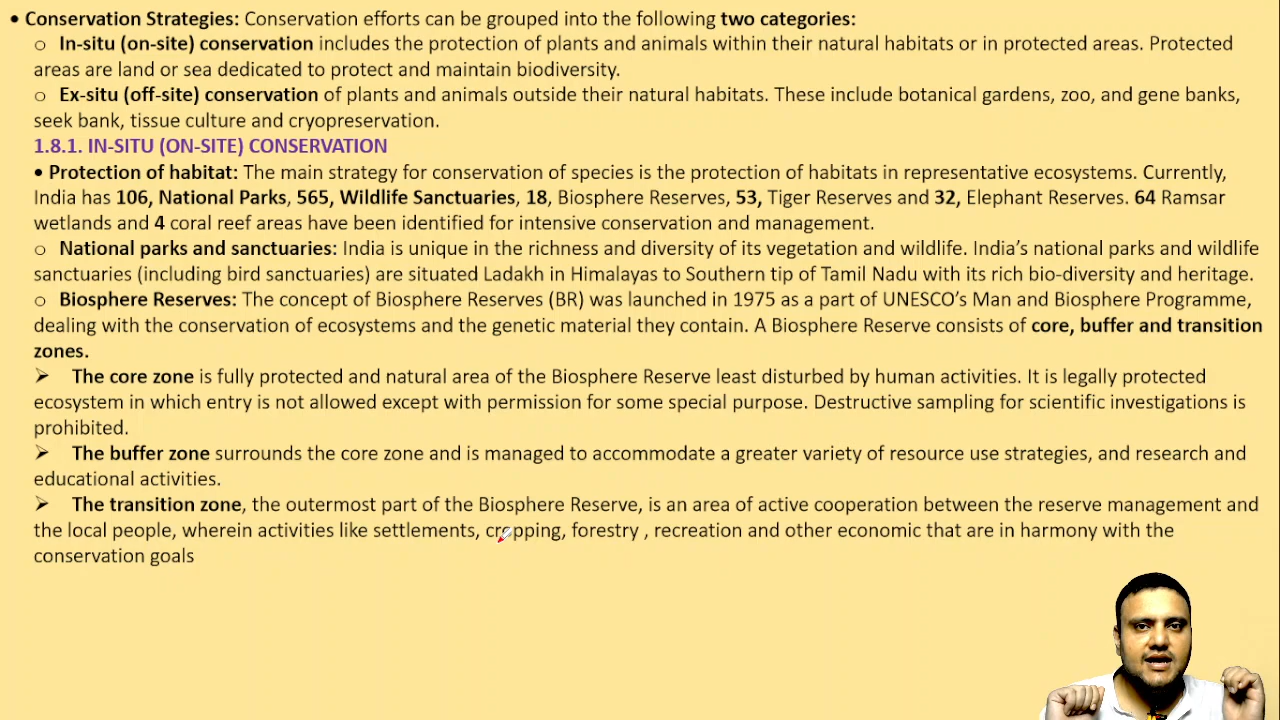 • Conservation Strategies: Conservation efforts can be grouped into the following two categories:
o In-situ (on-site) conservation includes the protection of plants and animals within their natural habitats or in protected areas. Protected
areas are land or sea dedicated to protect and maintain biodiversity.
o Ex-situ (off-site) conservation of plants and animals outside their natural habitats. These include botanical gardens, zoo, and gene banks,
seek bank, tissue culture and cryopreservation.
1.8.1. IN-SITU (ON-SITE) CONSERVATION
• Protection of habitat: The main strategy for conservation of species is the protection of habitats in representative ecosystems. Currently,
India has 106, National Parks, 565, Wildlife Sanctuaries, 18, Biosphere Reserves, 53, Tiger Reserves and 32, Elephant Reserves. 64 Ramsar
wetlands and 4 coral reef areas have been identified for intensive conservation and management.
o National parks and sanctuaries: India is unique in the richness and diversity of its vegetation and wildlife. India’s national parks and wildlife
sanctuaries (including bird sanctuaries) are situated Ladakh in Himalayas to Southern tip of Tamil Nadu with its rich bio-diversity and heritage.
o Biosphere Reserves: The concept of Biosphere Reserves (BR) was launched in 1975 as a part of UNESCO’s Man and Biosphere Programme,
dealing with the conservation of ecosystems and the genetic material they contain. A Biosphere Reserve consists of core, buffer and transition
zones.
➢ The core zone is fully protected and natural area of the Biosphere Reserve least disturbed by human activities. It is legally protected
ecosystem in which entry is not allowed except with permission for some special purpose. Destructive sampling for scientific investigations is
prohibited.
➢ The buffer zone surrounds the core zone and is managed to accommodate a greater variety of resource use strategies, and research and
educational activities.
➢ The transition zone, the outermost part of the Biosphere Reserve, is an area of active cooperation between the reserve management and
the local people, wherein activities like settlements, cropping, forestry , recreation and other economic that are in harmony with the
conservation goals